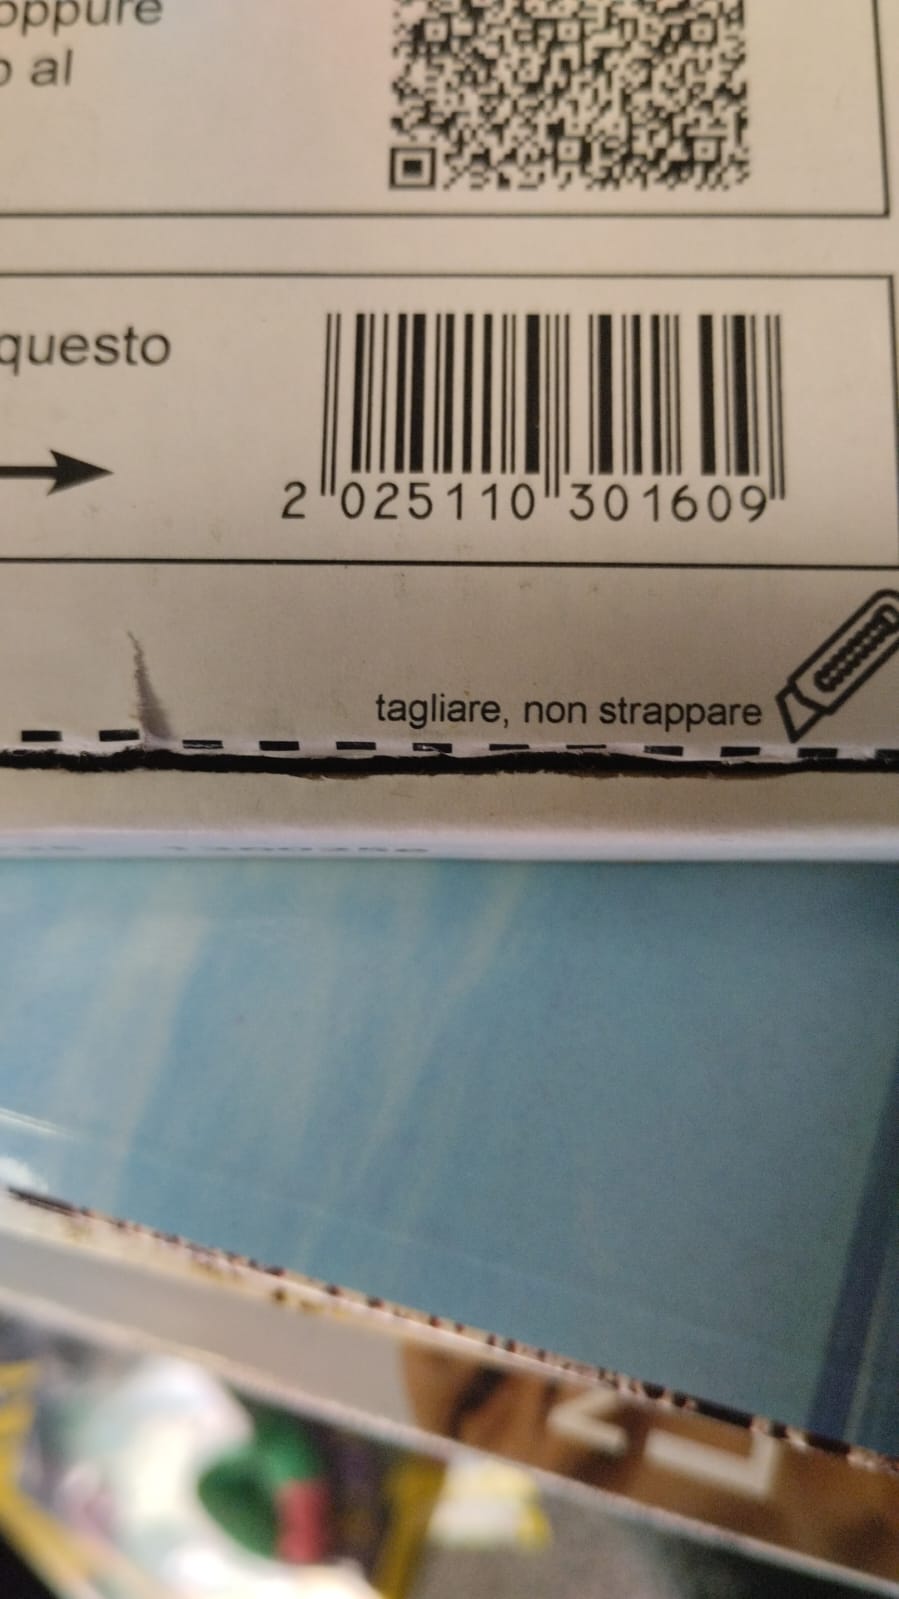 oppure
o al
questo
2 025110 301609
tagliare, non strappare